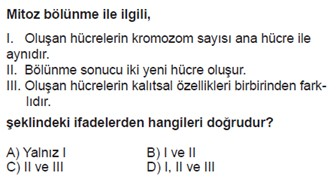 Mitoz bölünme ile ilgili,
I. Oluşan hücrelerin kromozom sayısı ana hücre ile
aynıdır.
II. Bölünme sonucu iki yeni hücre oluşur.
III. Oluşan hücrelerin kalıtsal özellikleri birbirinden fark-
lıdır.
şeklindeki ifadelerden hangileri doğrudur?
A) Yalnız I B) I ve II
C) II ve III D) I, II ve III